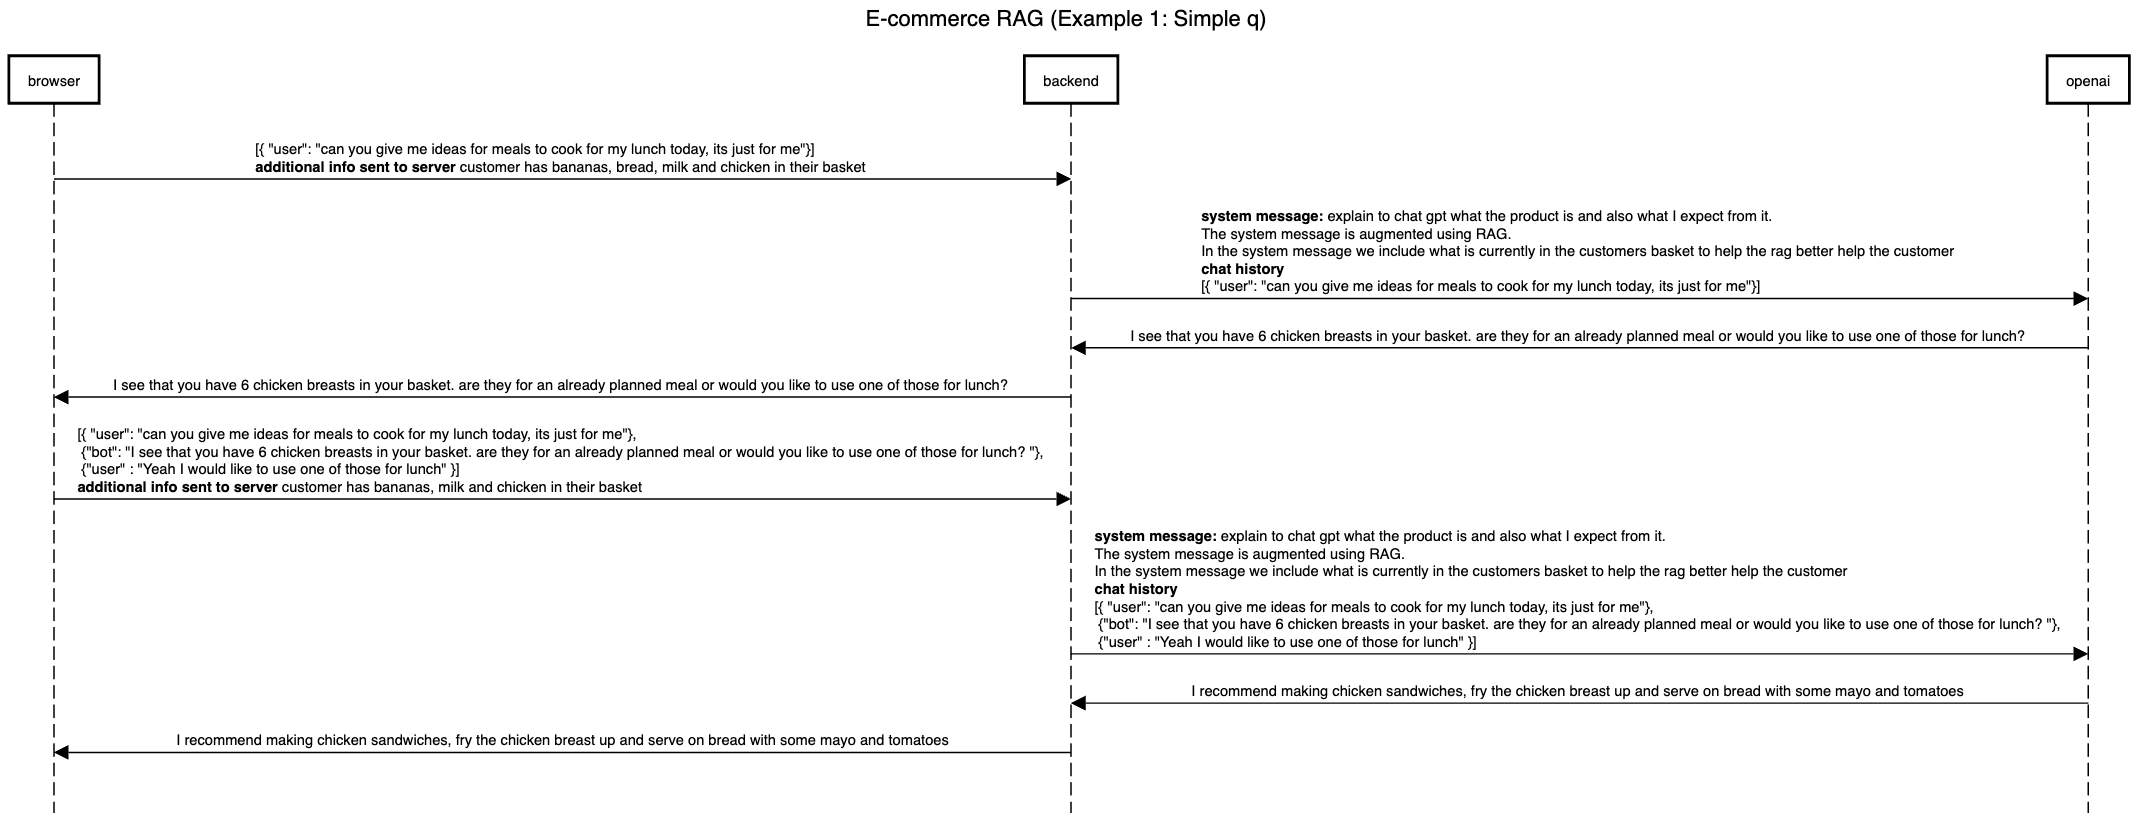 E-commerce RAG (Example 1: Simple q)
browser
backend
openai
[{ "user": "can you give me ideas for meals to cook for my lunch today, its just for me"}]
additional info sent to server customer has bananas, bread, milk and chicken in their basket
system message: explain to chat gpt what the product is and also what I expect from it.
The system message is augmented using RAG.
In the system message we include what is currently in the customers basket to help the rag better help the customer
chat history
[{ "user": "can you give me ideas for meals to cook for my lunch today, its just for me"}]
I see that you have 6 chicken breasts in your basket. are they for an already planned meal or would you like to use one of those for lunch?
I see that you have 6 chicken breasts in your basket. are they for an already planned meal or would you like to use one of those for lunch?
[{ "user": "can you give me ideas for meals to cook for my lunch today, its just for me"},
{"bot": "I see that you have 6 chicken breasts in your basket. are they for an already planned meal or would you like to use one of those for lunch? "},
{"user" : "Yeah I would like to use one of those for lunch" }]
additional info sent to server customer has bananas, milk and chicken in their basket
system message: explain to chat gpt what the product is and also what I expect from it.
The system message is augmented using RAG.
In the system message we include what is currently in the customers basket to help the rag better help the customer
chat history
[{ "user": "can you give me ideas for meals to cook for my lunch today, its just for me"},
{"bot": "I see that you have 6 chicken breasts in your basket. are they for an already planned meal or would you like to use one of those for lunch? "},
{"user" : "Yeah I would like to use one of those for lunch" }]
I recommend making chicken sandwiches, fry the chicken breast up and serve on bread with some mayo and tomatoes
I recommend making chicken sandwiches, fry the chicken breast up and serve on bread with some mayo and tomatoes